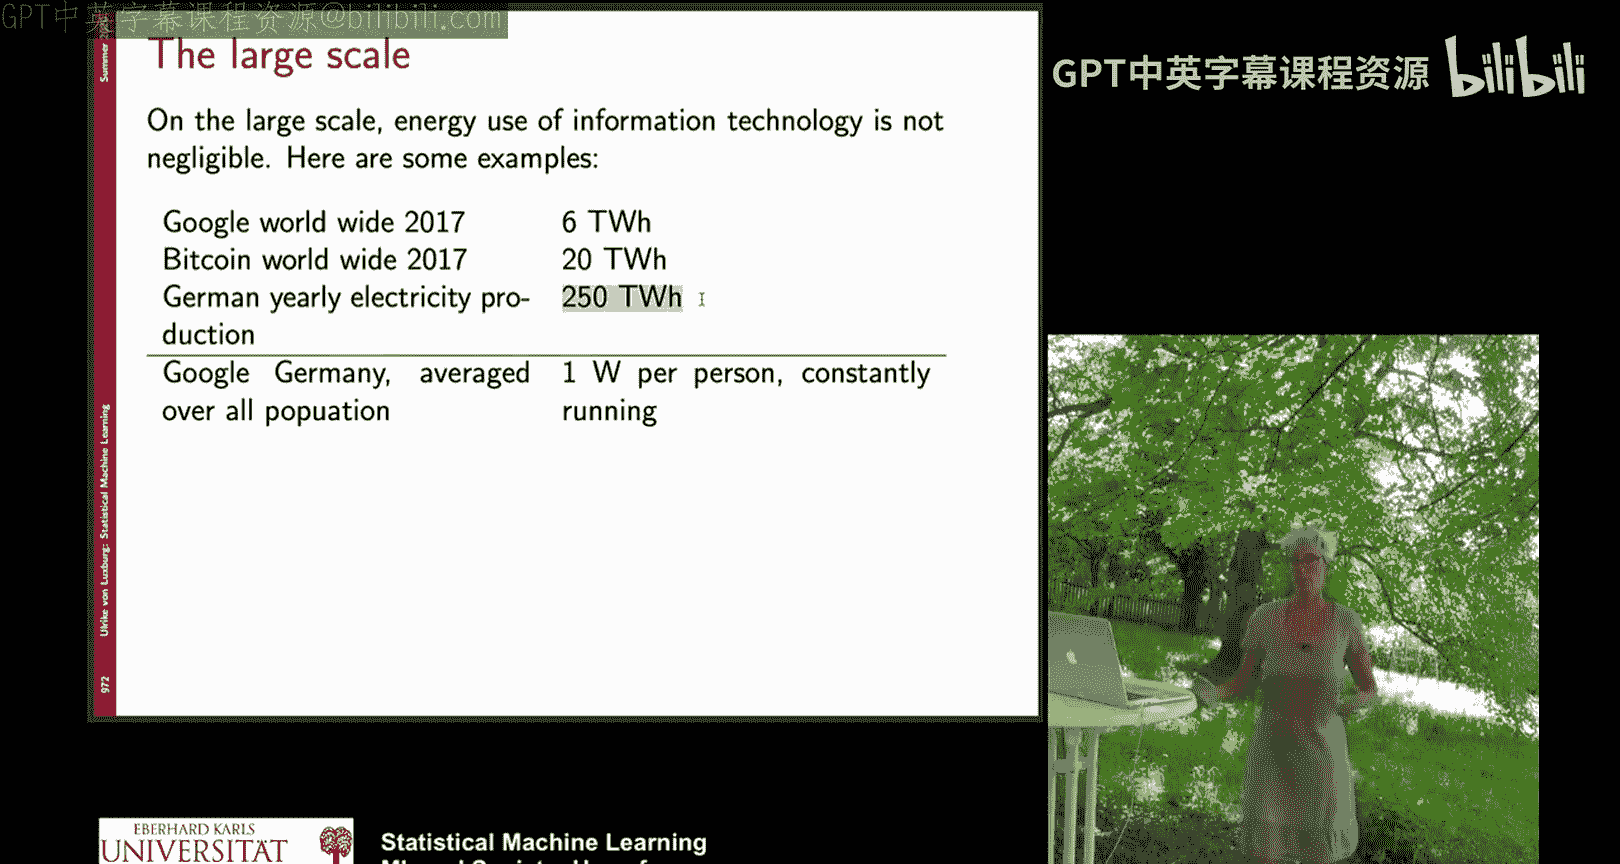 GPT中英字幕课程资源@bilibili.com
GPT中英字幕课程资源 bilibili
The large scale
On the large scale, energy use of information technology is not
negligible. Here are some examples:
Google world wide 2017 6 TWh
Bitcoin world wide 2017 20 TWh
German yearly electricity pro- 250 TWh
duction
Google Germany, averaged 1 W per person, constantly
over all popuation running
Summer
Ulrike von Luxburg: Statistical Machine Learning
972
EBERHARD KARLS
UNIVERSITÄT
Statistical Machine Learning